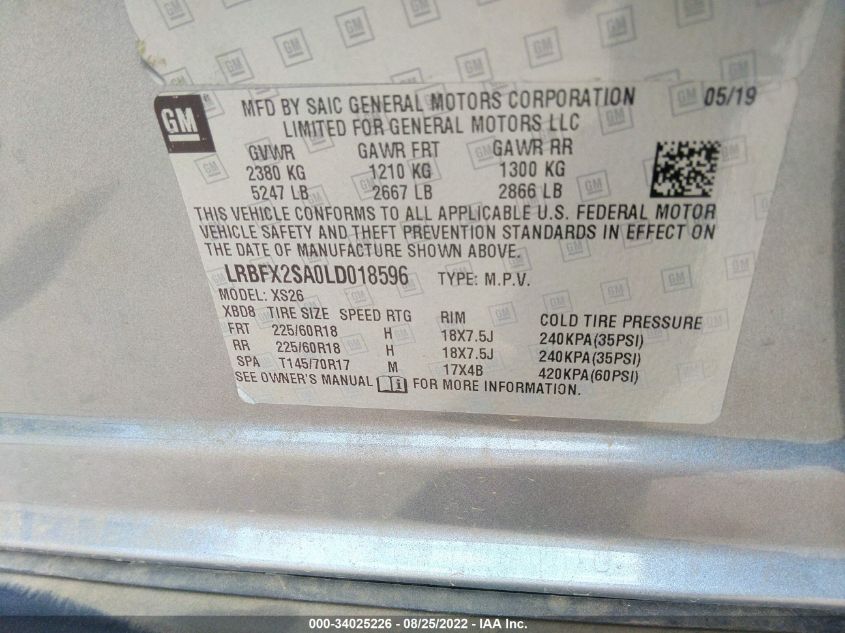 GM
MFD BY SAIC GENERAL MOTORS CORPORATION 05/19
LIMITED FOR GENERAL MOTORS LLC
GVWR GAWR FRT GAWR RR
2380 KG 1210 KG 1300 KG
5247 LB 2667 LB 2866 LB
THIS VEHICLE CONFORMS TO ALL APPLICABLE U.S. FEDERAL MOTOR
VEHICLE SAFETY AND THEFT PREVENTION STANDARDS IN EFFECT ON
THE DATE OF MANUFACTURE SHOWN ABOVE.
LRBFX2SA0LD018596 TYPE: M.P.V.
MODEL: XS26
XBD8 TIRE SIZE SPEED RTG RIM COLD TIRE PRESSURE
FRT 225/60R18 H 18X7.5J 240KPA(35PSI)
RR 225/60R18 H 18X7.5J 240KPA(35PSI)
SPA T145/70R17 M 17X4B 420KPA(60PSI)
SEE OWNER'S MANUAL FOR MORE INFORMATION.
000-34025226 - 08/25/2022 - IAA Inc.